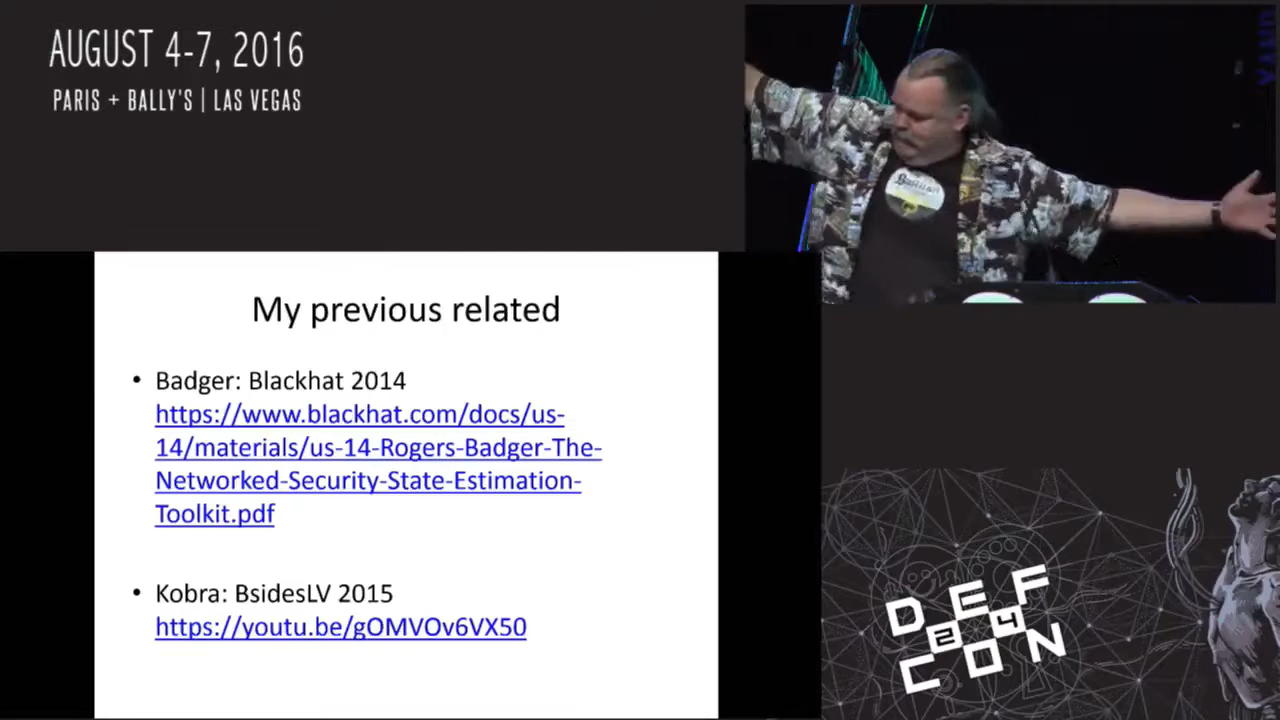 AUGUST 4-7, 2016
PARIS + BALLY'S | LAS VEGAS
My previous related
• Badger: Blackhat 2014
https://www.blackhat.com/docs/us-
14/materials/us-14-Rogers-Badger-The-
Networked-Security-State-Estimation-
Toolkit.pdf
• Kobra: BsidesLV 2015
https://youtu.be/gOMVOv6VX50
DEF
24
CON